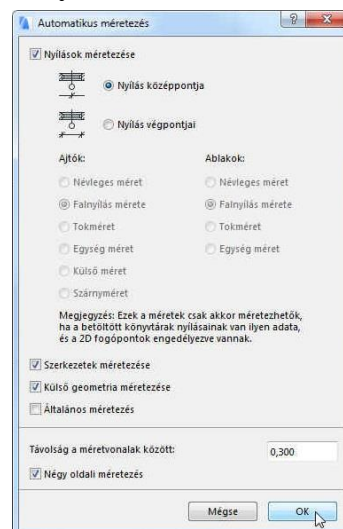 Automatikus méretezés
Nyílások méretezése
Nyílás középpontja
Nyílás végpontjai
Ajtók: Ablakok:
Névleges méret Névleges méret
Falnyílás mérete Falnyílás mérete
Tokméret Tokméret
Egység méret Egység méret
Külső méret
Szárnyméret
Megjegyzés: Ezek a méretek csak akkor méretezhetők,
ha a betöltött könyvtárak nyílásainak van ilyen adata,
és a 2D fogópontok engedélyezve vannak.
Szerkezetek méretezése
Külső geometria méretezése
Általános méretezés
Távolság a méretvonalak között: 0,300
Négy oldali méretezés
Mégse OK